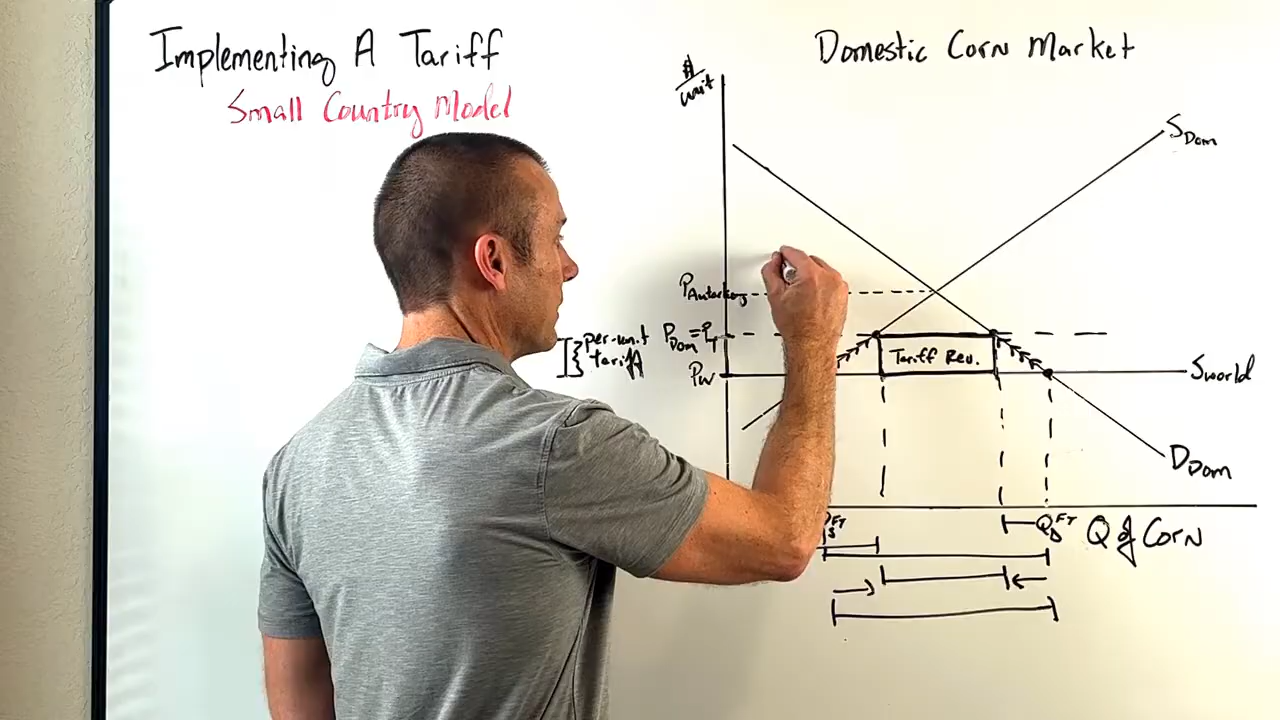 Implementing A Tariff
Small Country Model
Domestic Corn Market
$/unit
S Dom
P Autarky
P Dom = P T
per-unit
tariff
Tariff Rev.
P W
S world
D Dom
Q D FT
Q of Corn